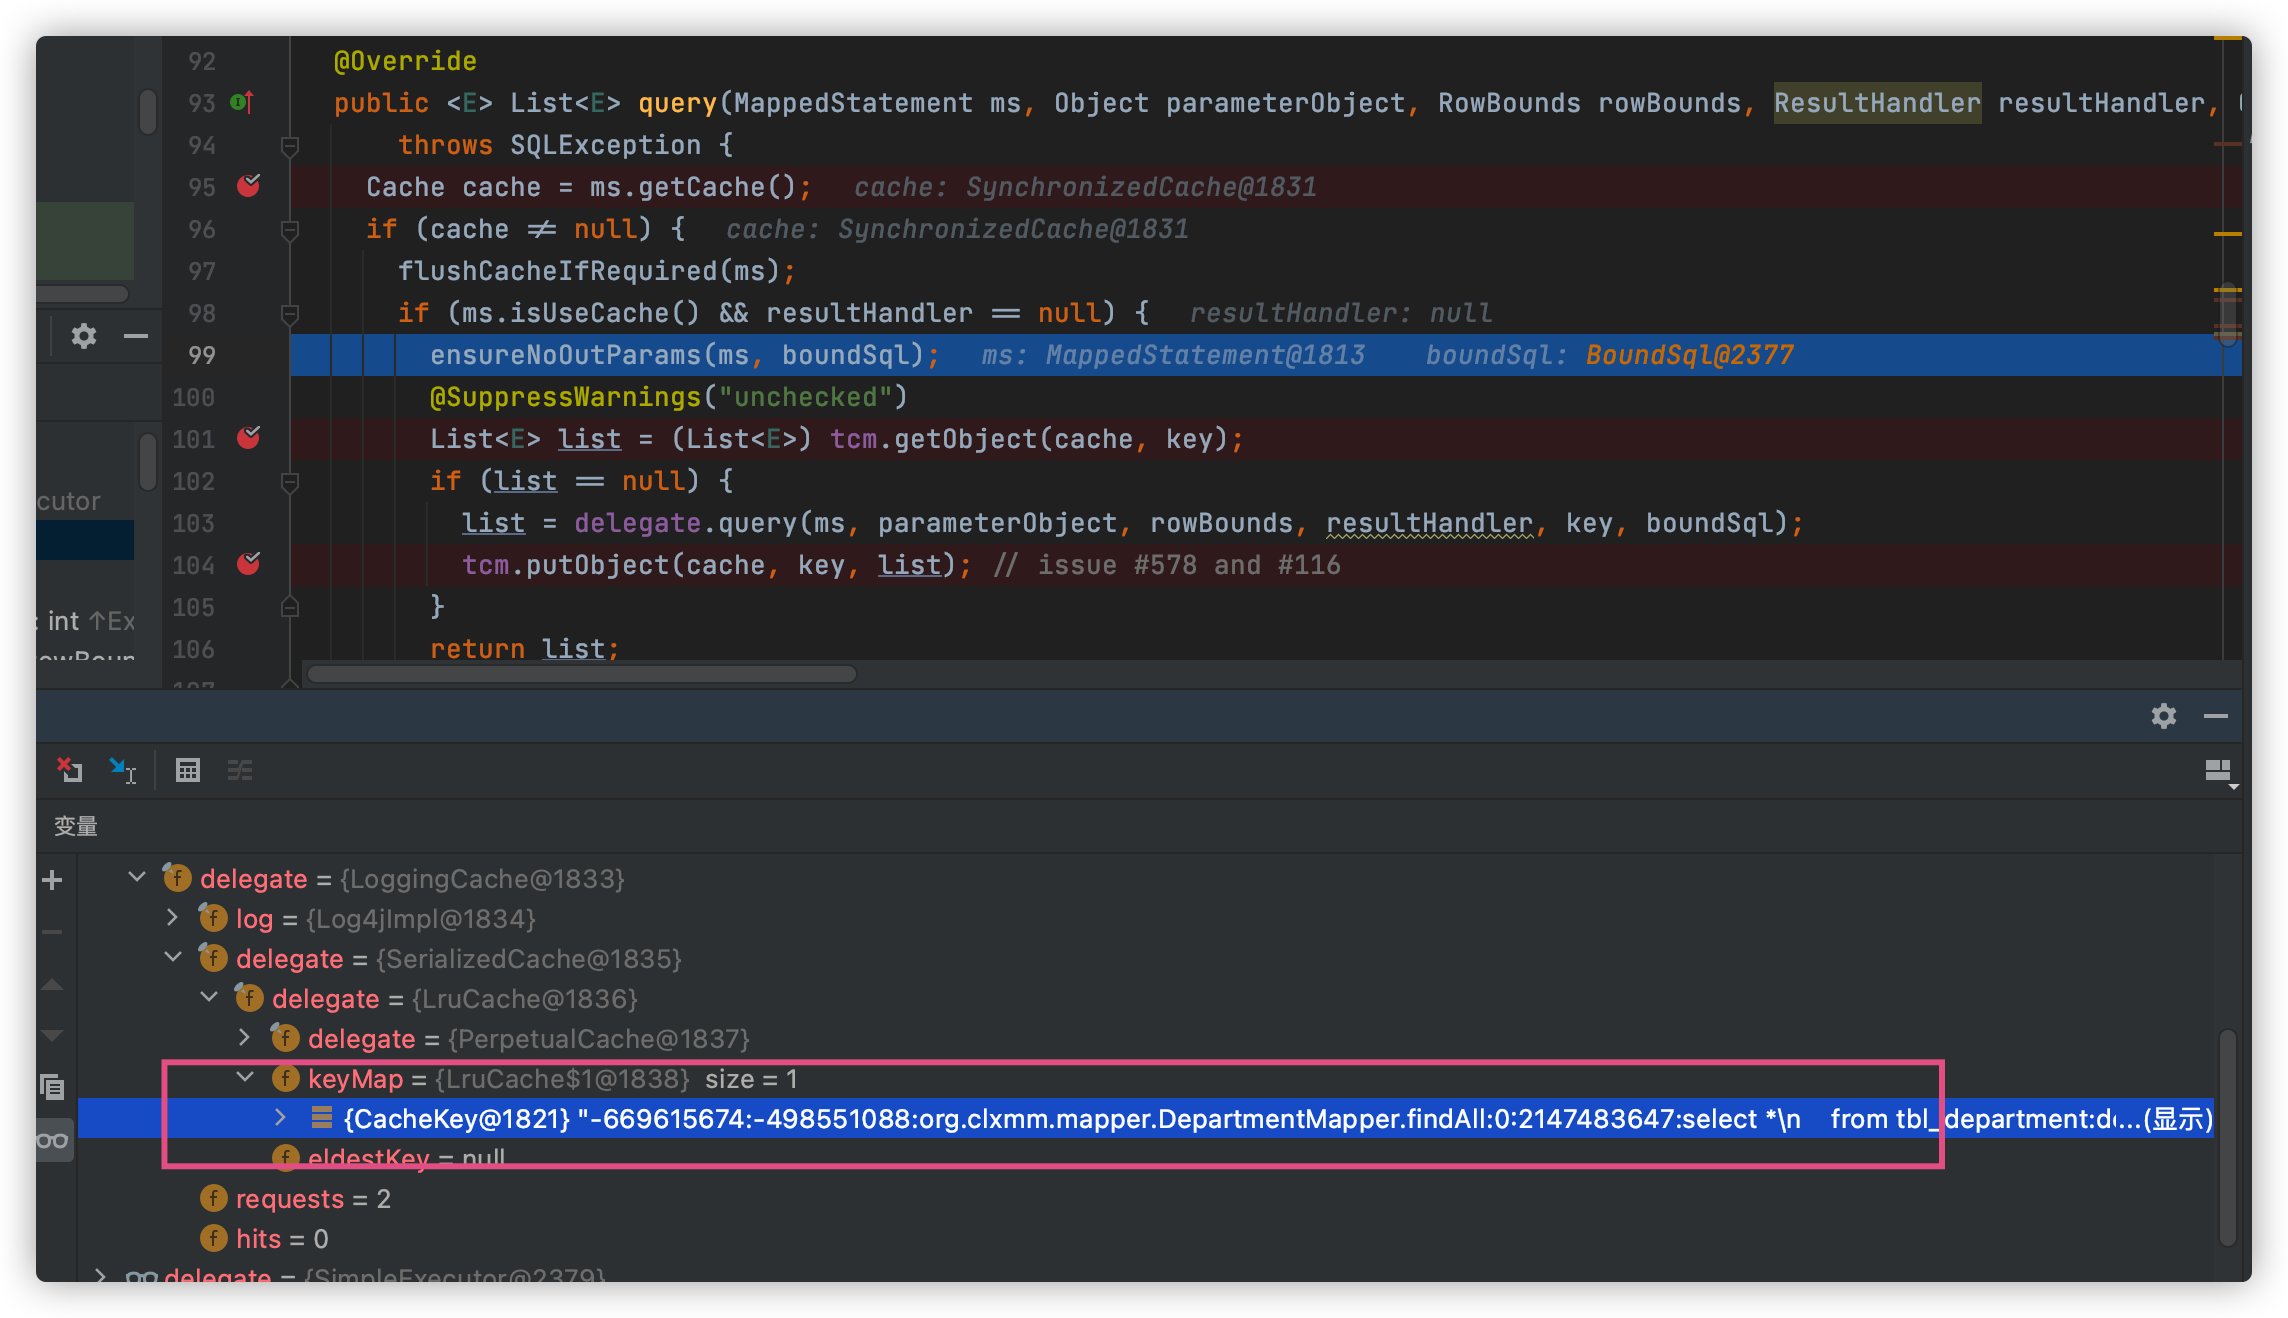 92 @Override
93 public <E> List<E> query(MappedStatement ms, Object parameterObject, RowBounds rowBounds, ResultHandler resultHandler,
94 throws SQLException {
95 Cache cache = ms.getCache(); cache: SynchronizedCache@1831
96 if (cache ≠ null) { cache: SynchronizedCache@1831
97 flushCacheIfRequired(ms);
98 if (ms.isUseCache() && resultHandler == null) { resultHandler: null
99 ensureNoOutParams(ms, boundSql); ms: MappedStatement@1813 boundSql: BoundSql@2377
100 @SuppressWarnings("unchecked")
101 List<E> list = (List<E>) tcm.getObject(cache, key);
102 if (list == null) {
103 list = delegate.query(ms, parameterObject, rowBounds, resultHandler, key, boundSql);
104 tcm.putObject(cache, key, list); // issue #578 and #116
105 }
106 return list;
107
cutor
: int ↑Ex
owBoun
变量
delegate = {LoggingCache@1833}
log = {Log4jImpl@1834}
delegate = {SerializedCache@1835}
delegate = {LruCache@1836}
delegate = {PerpetualCache@1837}
keyMap = {LruCache$1@1838} size = 1
{CacheKey@1821} "-669615674:-498551088:org.clxmm.mapper.DepartmentMapper.findAll:0:2147483647:select *\n from tbl_department:de...(显示)
eldestKey = null
requests = 2
hits = 0
delegate = {SimpleExecutor@2379}